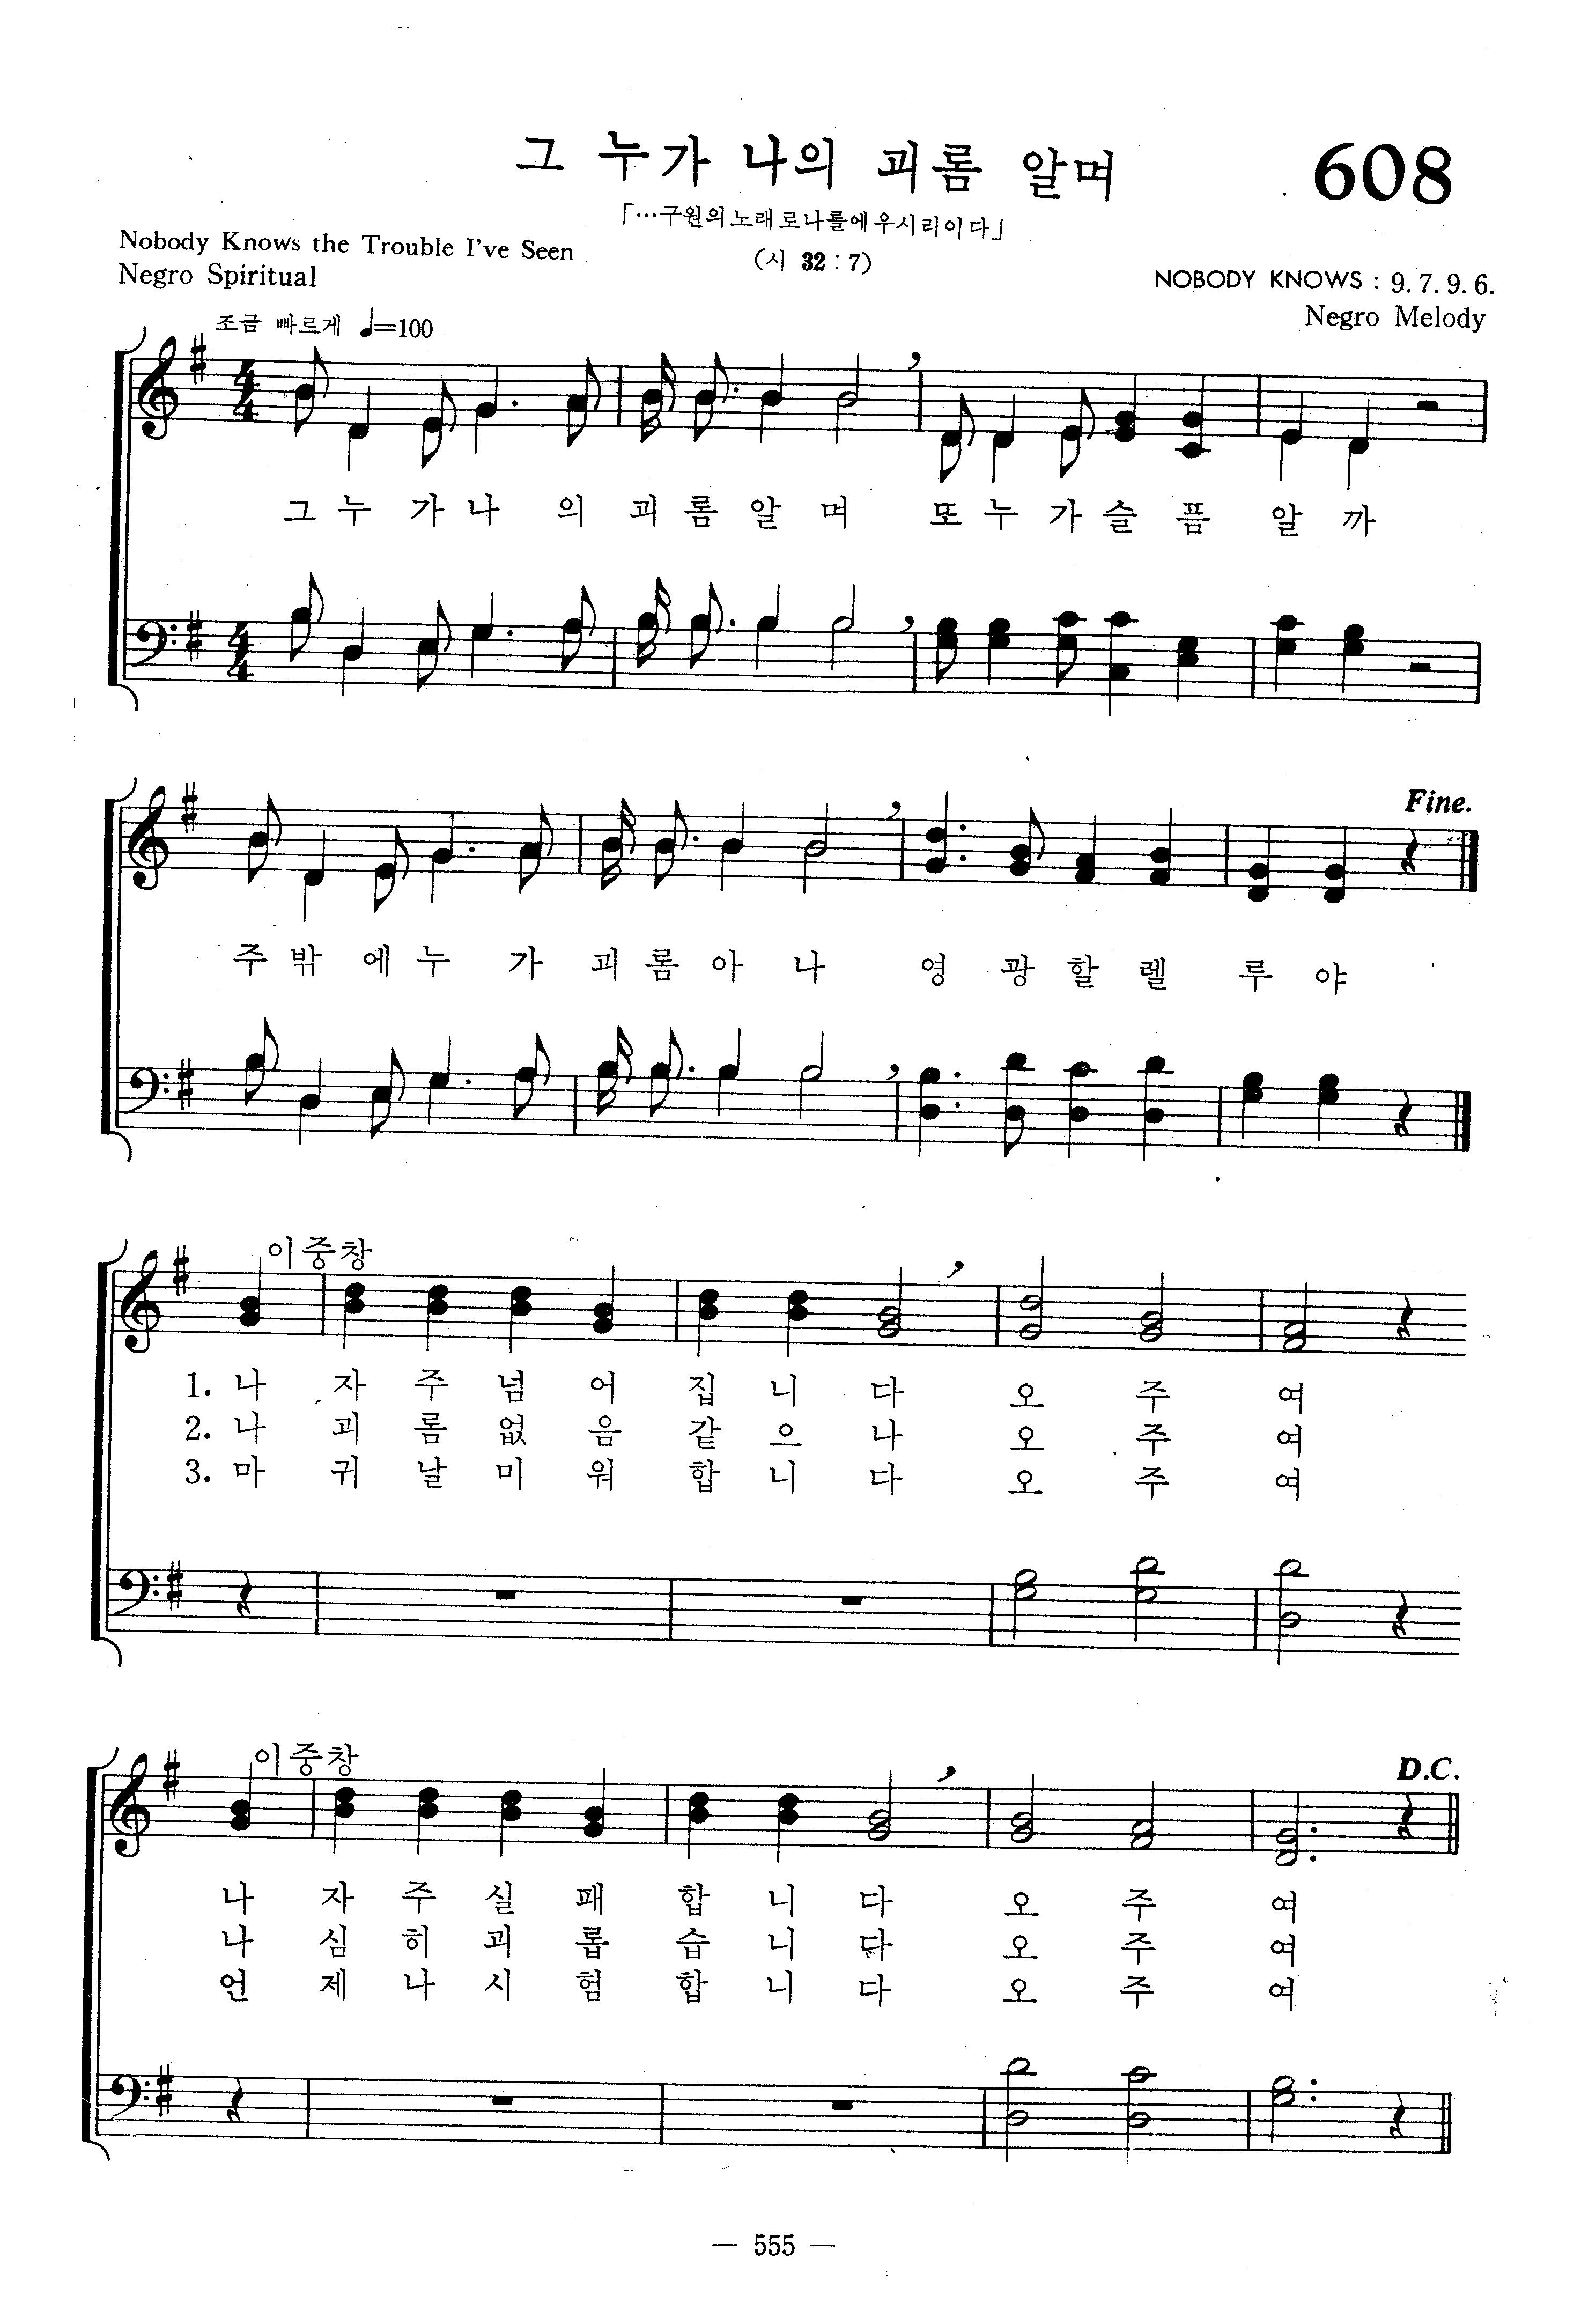 그 누가 나의 괴롬 알며
608
「…구원의노래로나를에우시리이다」
Nobody Knows the Trouble I've Seen
(시 32 : 7)
Negro Spiritual
NOBODY KNOWS : 9. 7. 9. 6.
Negro Melody
조금 빠르게 ♩=100
그 누 가 나 의 괴 롬 알 며 또 누 가 슬 픔 알 까
Fine.
주 밖 에 누 가 괴 롬 아 나 영 광 할 렐 루 야
이중창
1. 나 자 주 넘 어 집 니 다 오 주 여
2. 나 괴 롬 없 음 같 으 나 오 주 여
3. 마 귀 날 미 워 합 니 다 오 주 여
이중창
D.C.
나 자 주 실 패 합 니 다 오 주 여
나 심 히 괴 롭 습 니 다 오 주 여
언 제 나 시 험 합 니 다 오 주 여
— 555 —